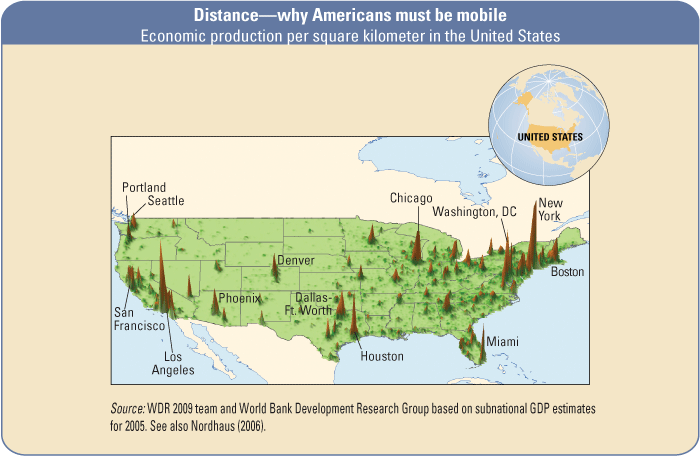 Distance—why Americans must be mobile
Economic production per square kilometer in the United States
UNITED STATES
Portland
Seattle
Chicago
Washington, DC
New
York
Denver
Boston
Phoenix
Dallas-
Ft. Worth
San
Francisco
Los
Angeles
Houston
Miami
Source: WDR 2009 team and World Bank Development Research Group based on subnational GDP estimates
for 2005. See also Nordhaus (2006).